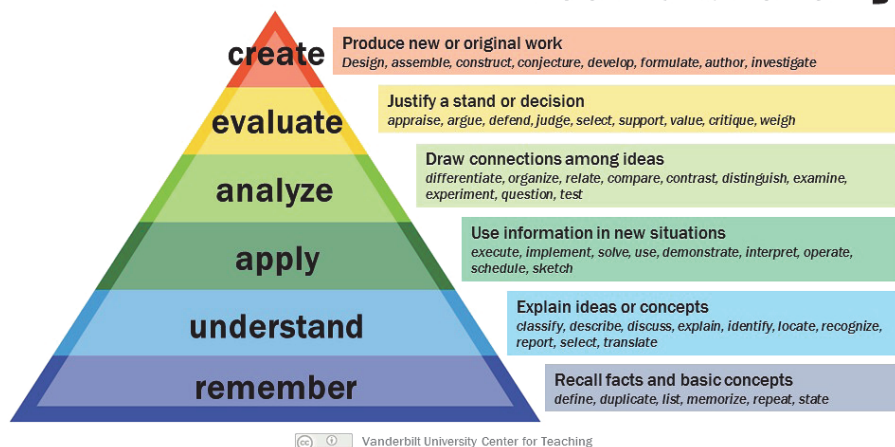 create
Produce new or original work
Design, assemble, construct, conjecture, develop, formulate, author, investigate
evaluate
Justify a stand or decision
appraise, argue, defend, judge, select, support, value, critique, weigh
analyze
Draw connections among ideas
differentiate, organize, relate, compare, contrast, distinguish, examine,
experiment, question, test
apply
Use information in new situations
execute, implement, solve, use, demonstrate, interpret, operate,
schedule, sketch
understand
Explain ideas or concepts
classify, describe, discuss, explain, identify, locate, recognize,
report, select, translate
remember
Recall facts and basic concepts
define, duplicate, list, memorize, repeat, state
cc
Vanderbilt University Center for Teaching